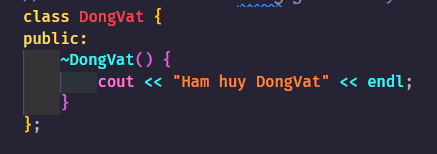 class DongVat {
public:
    ~DongVat() {
        cout << "Ham huy DongVat" << endl;
    }
};